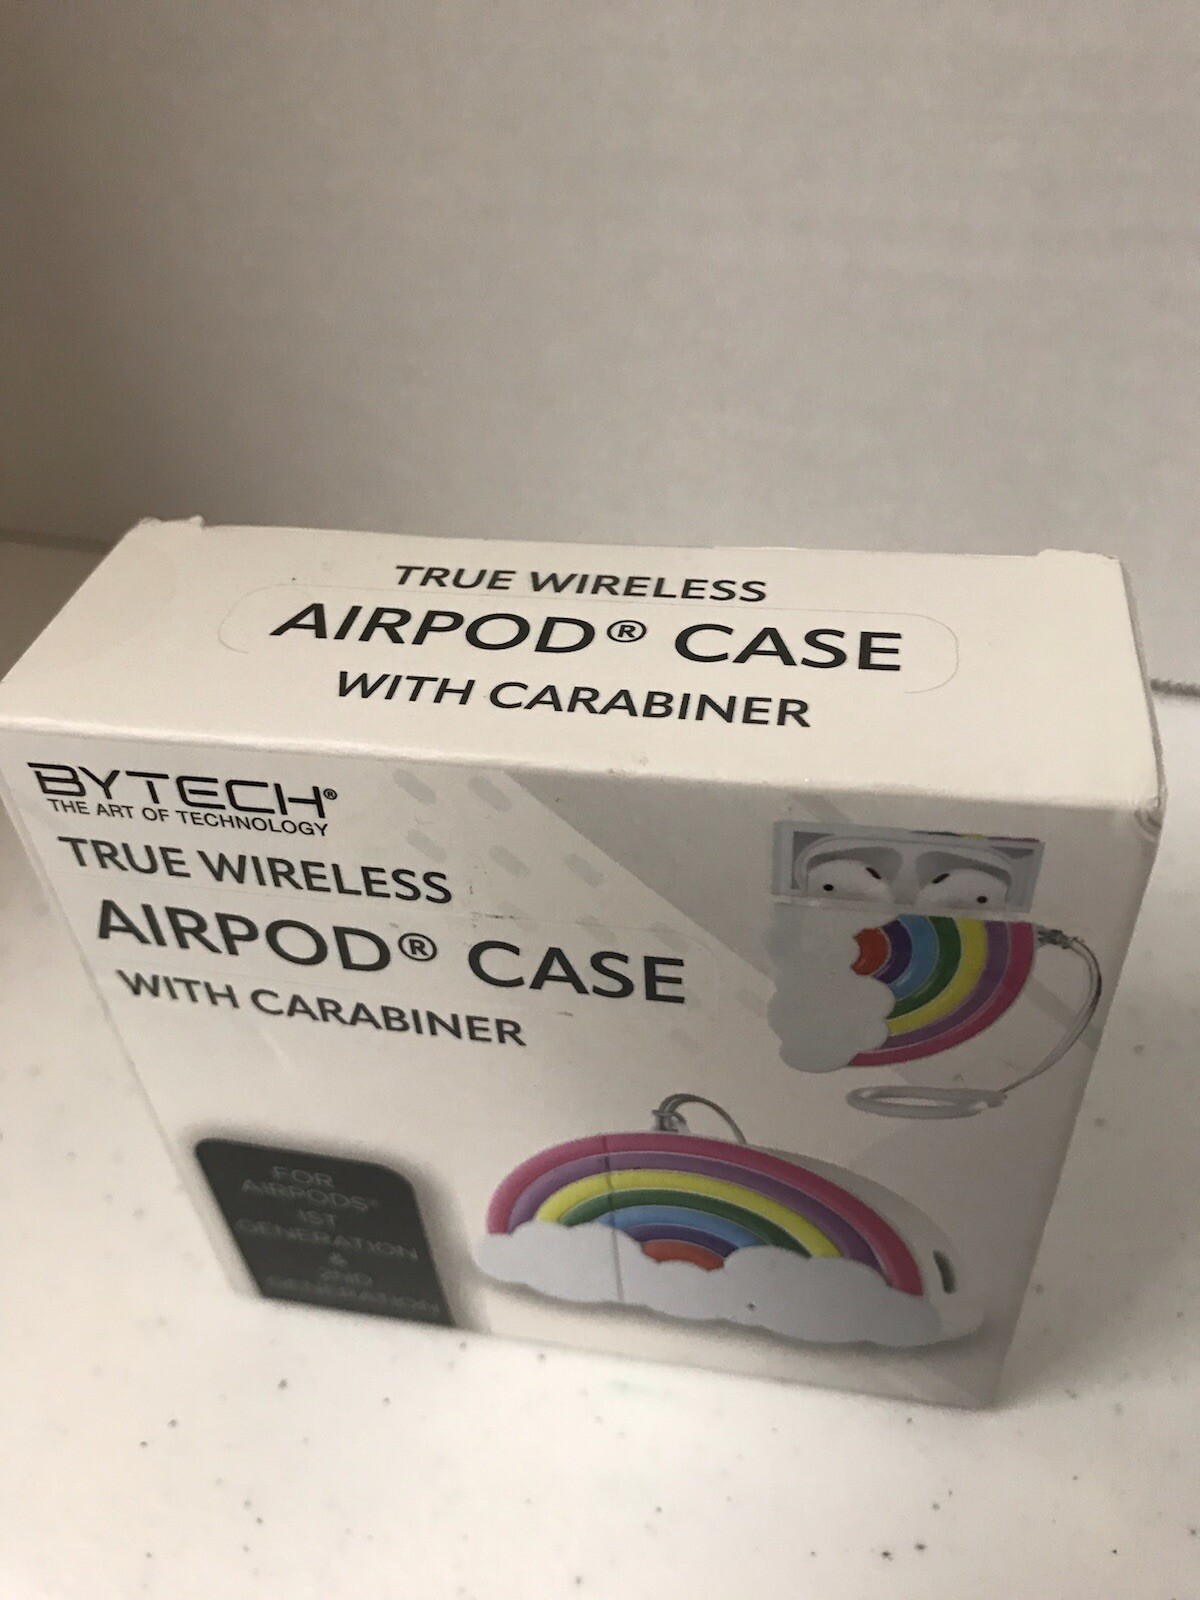 TRUE WIRELESS
AIRPOD® CASE
WITH CARABINER
BYTECH®
THE ART OF TECHNOLOGY
TRUE WIRELESS
AIRPOD® CASE
WITH CARABINER
FOR
AIRPODS®
1ST
GENERATION
&
2ND
GENERATION